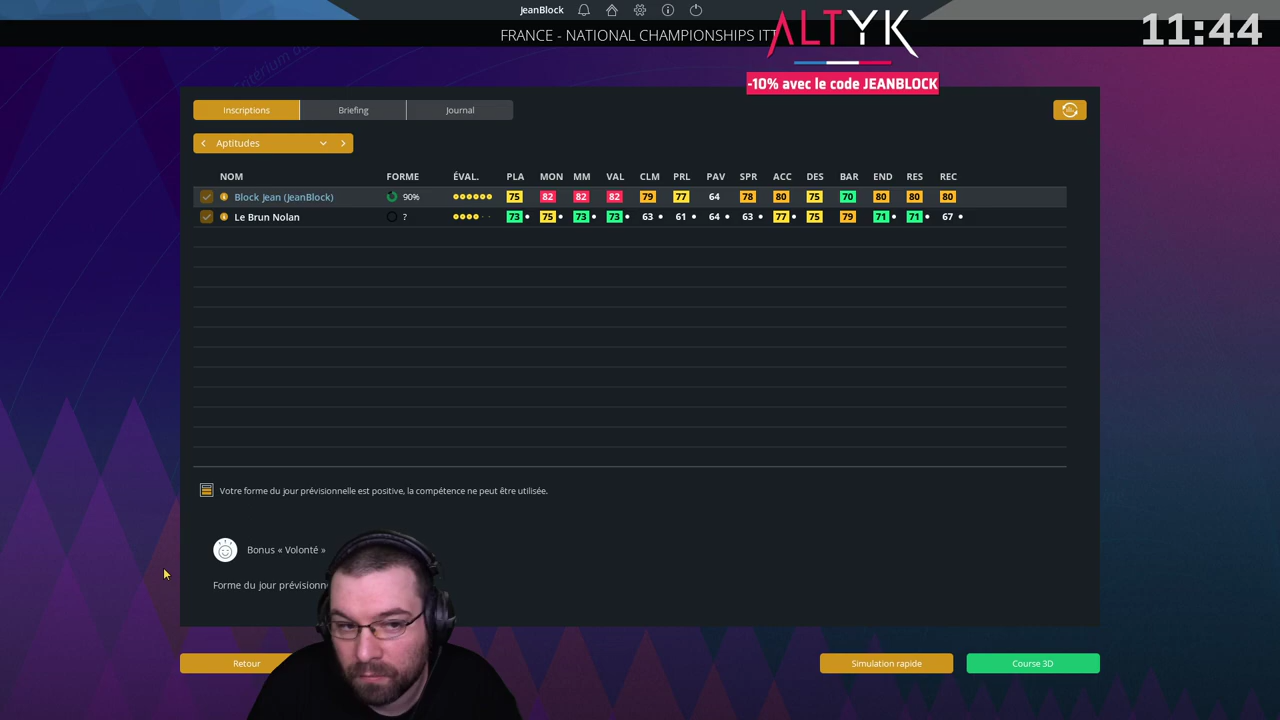 JeanBlock
FRANCE - NATIONAL CHAMPIONSHIPS ITT
ALTYK
11:44
-10% avec le code JEANBLOCK
Inscriptions Briefing Journal
Aptitudes
NOM FORME ÉVAL. PLA MON MM VAL CLM PRL PAV SPR ACC DES BAR END RES REC
Block Jean (JeanBlock) 90% 75 82 82 82 79 77 64 78 80 75 70 80 80 80
Le Brun Nolan ? 73 75 73 73 63 61 64 63 77 75 79 71 71 67
Votre forme du jour prévisionnelle est positive, la compétence ne peut être utilisée.
Bonus « Volonté »
Forme du jour
Retour Simulation rapide Course 3D